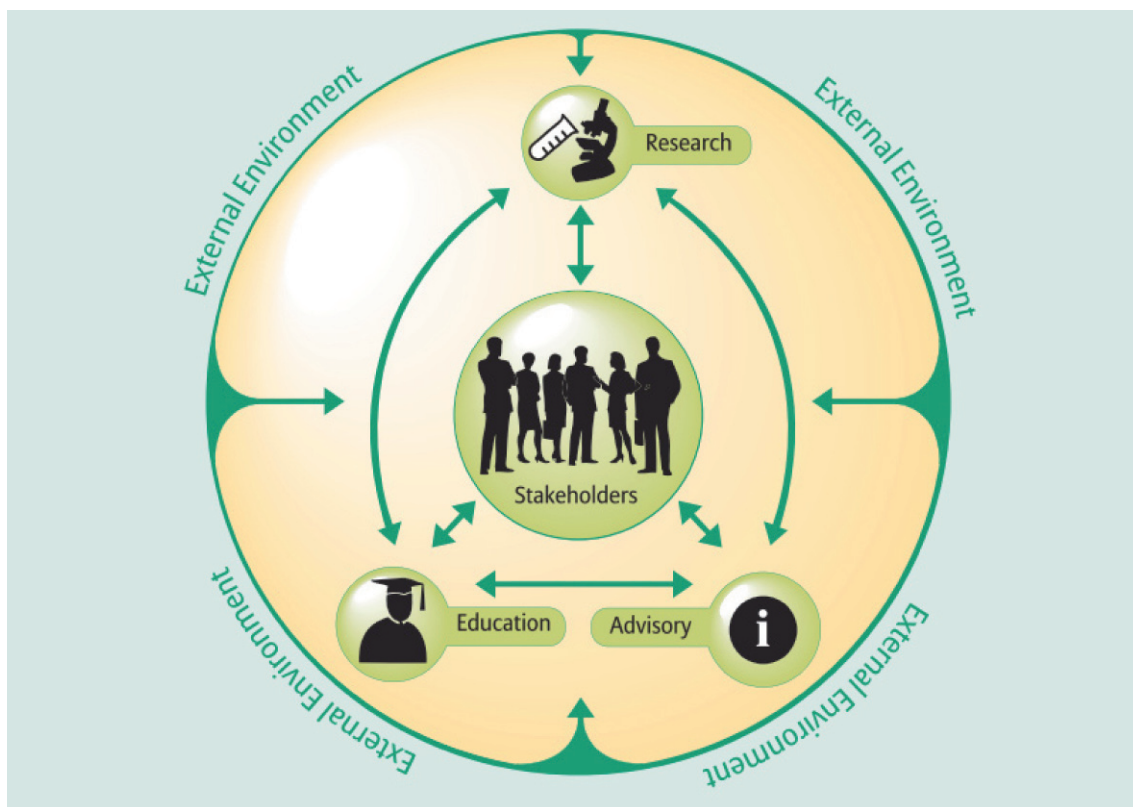 External Environment
External Environment
Research
Stakeholders
Education
Advisory
i
External Environment
External Environment